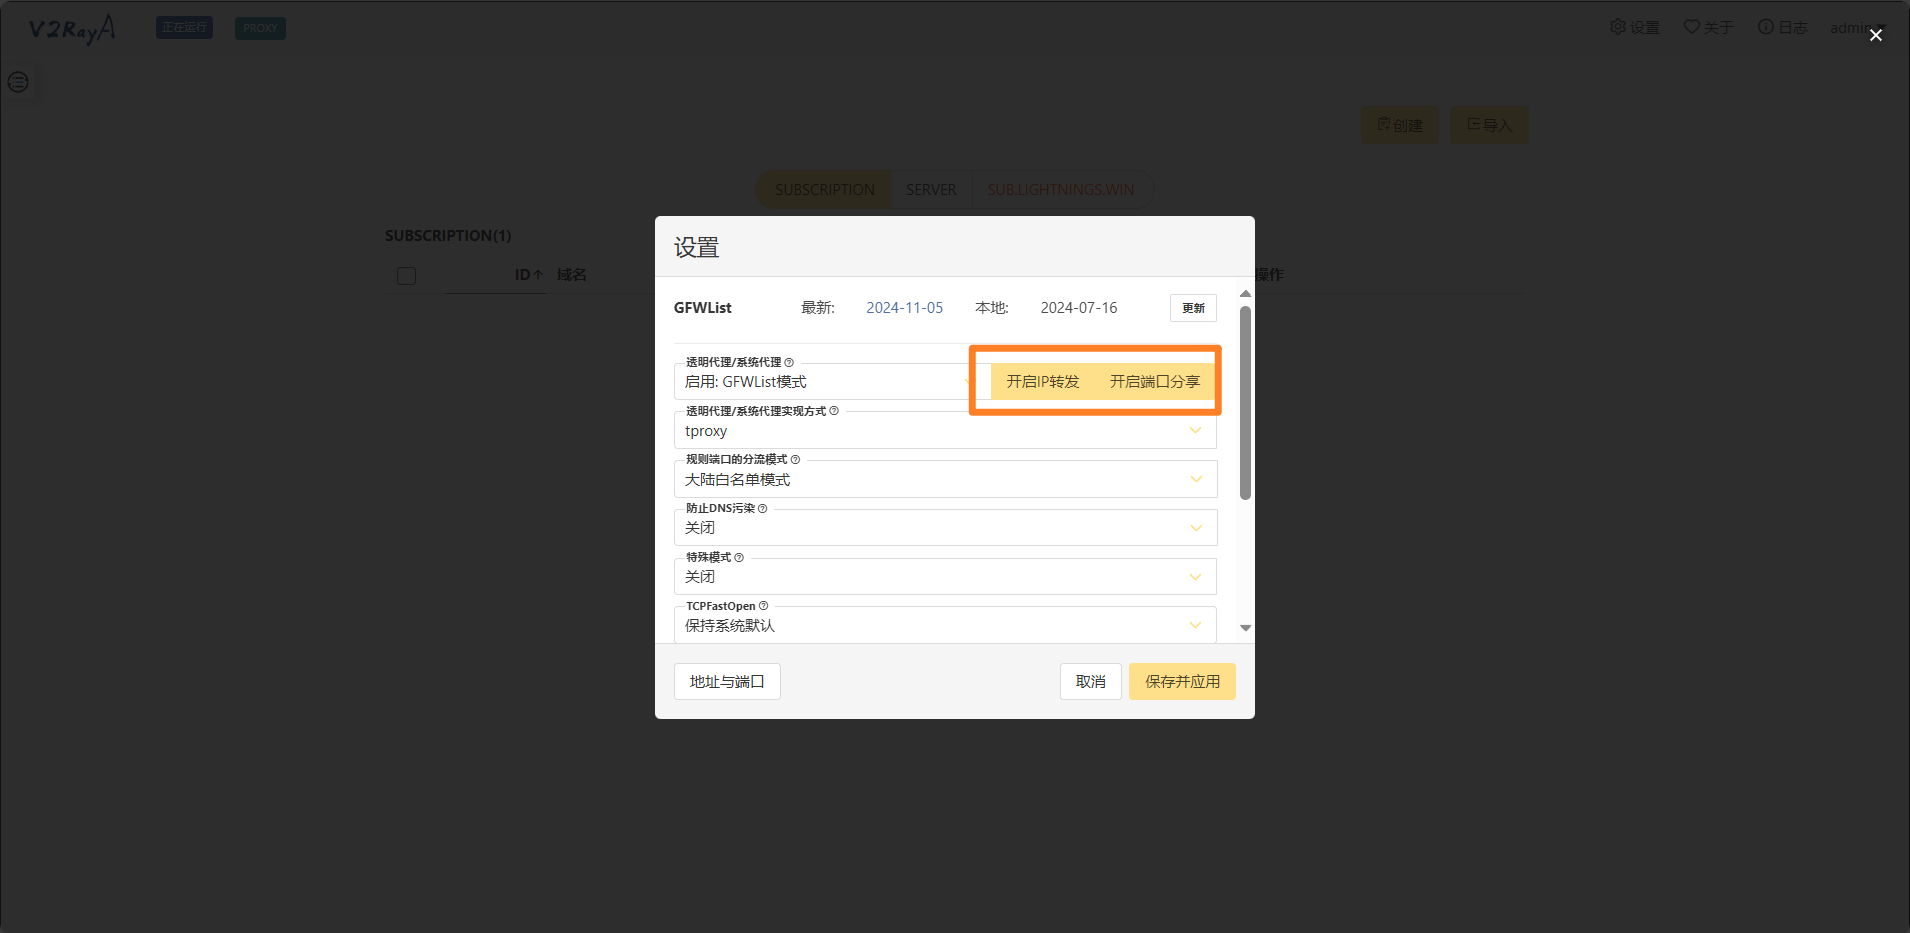 V2RayA
正在运行
PROXY
设置
关于
日志
admin
创建
导入
SUBSCRIPTION
SERVER
SUB.LIGHTNINGS.WIN
SUBSCRIPTION(1)
ID
域名
操作
设置
GFWList
最新:
2024-11-05
本地:
2024-07-16
更新
透明代理/系统代理
启用: GFWList模式
开启IP转发
开启端口分享
透明代理/系统代理实现方式
tproxy
规则端口的分流模式
大陆白名单模式
防止DNS污染
关闭
特殊模式
关闭
TCPFastOpen
保持系统默认
地址与端口
取消
保存并应用